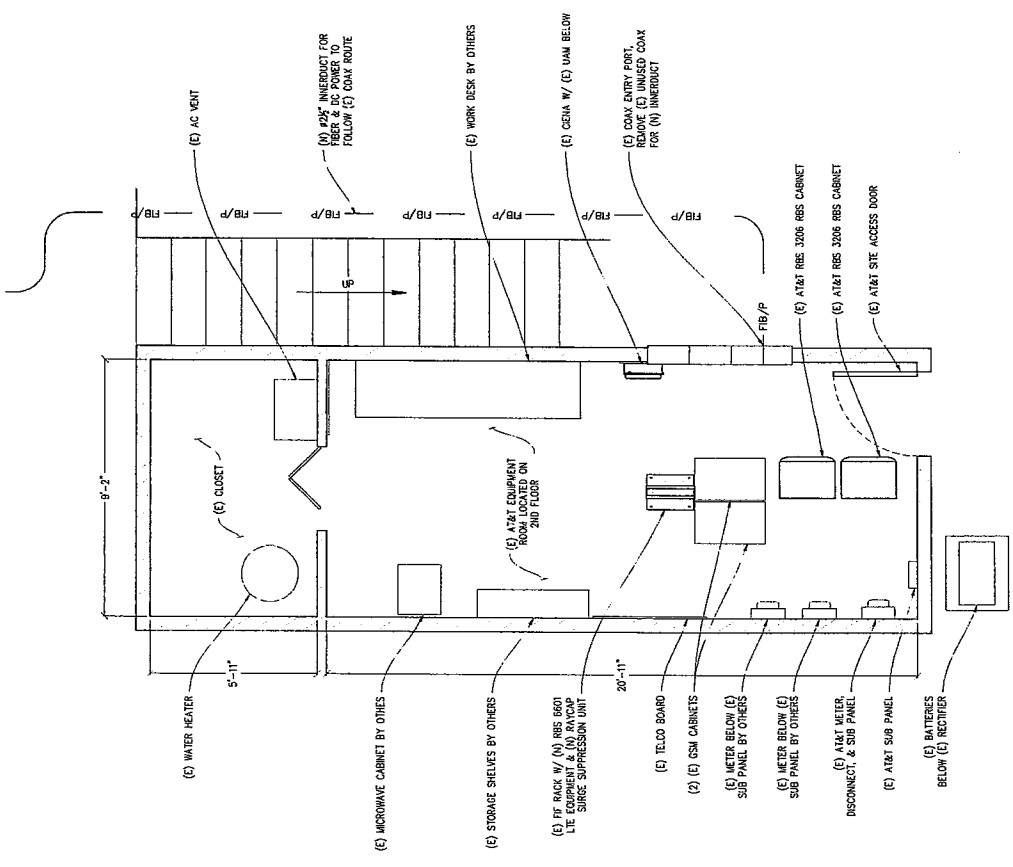 (E) AC VENT
(N) #2½" INNERDUCT FOR
FIBER & DC POWER TO
FOLLOW (E) COAX ROUTE
(E) WORK DESK BY OTHERS
(E) CIENA W/ (E) UAM BELOW
(E) COAX ENTRY PORT,
REMOVE (E) UNUSED COAX
FOR (N) INNERDUCT
(E) AT&T RBS 3206 RBS CABINET
(E) AT&T RBS 3206 RBS CABINET
(E) AT&T SITE ACCESS DOOR
FIB/P
FIB/P
FIB/P
FIB/P
FIB/P
FIB/P
FIB/P
FIB/P
UP
9'-2"
(E) CLOSET
(E) AT&T EQUIPMENT
ROOM LOCATED ON
2ND FLOOR
5'-11"
20'-11"
(E) WATER HEATER
(E) MICROWAVE CABINET BY OTHES
(E) STORAGE SHELVES BY OTHERS
(E) FIF RACK W/ (N) RBS 6601
LTE EQUIPMENT & (N) RAYCAP
SURGE SUPPRESSION UNIT
(E) TELCO BOARD
(2) (E) GSM CABINETS
(E) METER BELOW (E)
SUB PANEL BY OTHERS
(E) METER BELOW (E)
SUB PANEL BY OTHERS
(E) AT&T METER,
DISCONNECT, & SUB PANEL
(E) AT&T SUB PANEL
(E) BATTERIES
BELOW (E) RECTIFIER